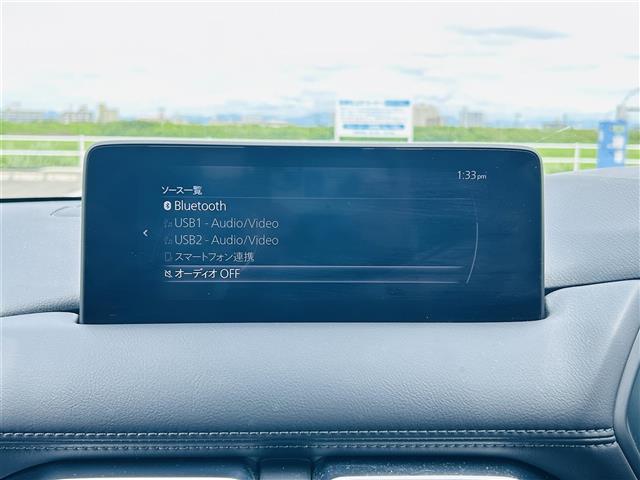 1:33 pm
ソース一覧
Bluetooth
USB1 - Audio/Video
USB2 - Audio/Video
スマートフォン連携
オーディオ OFF